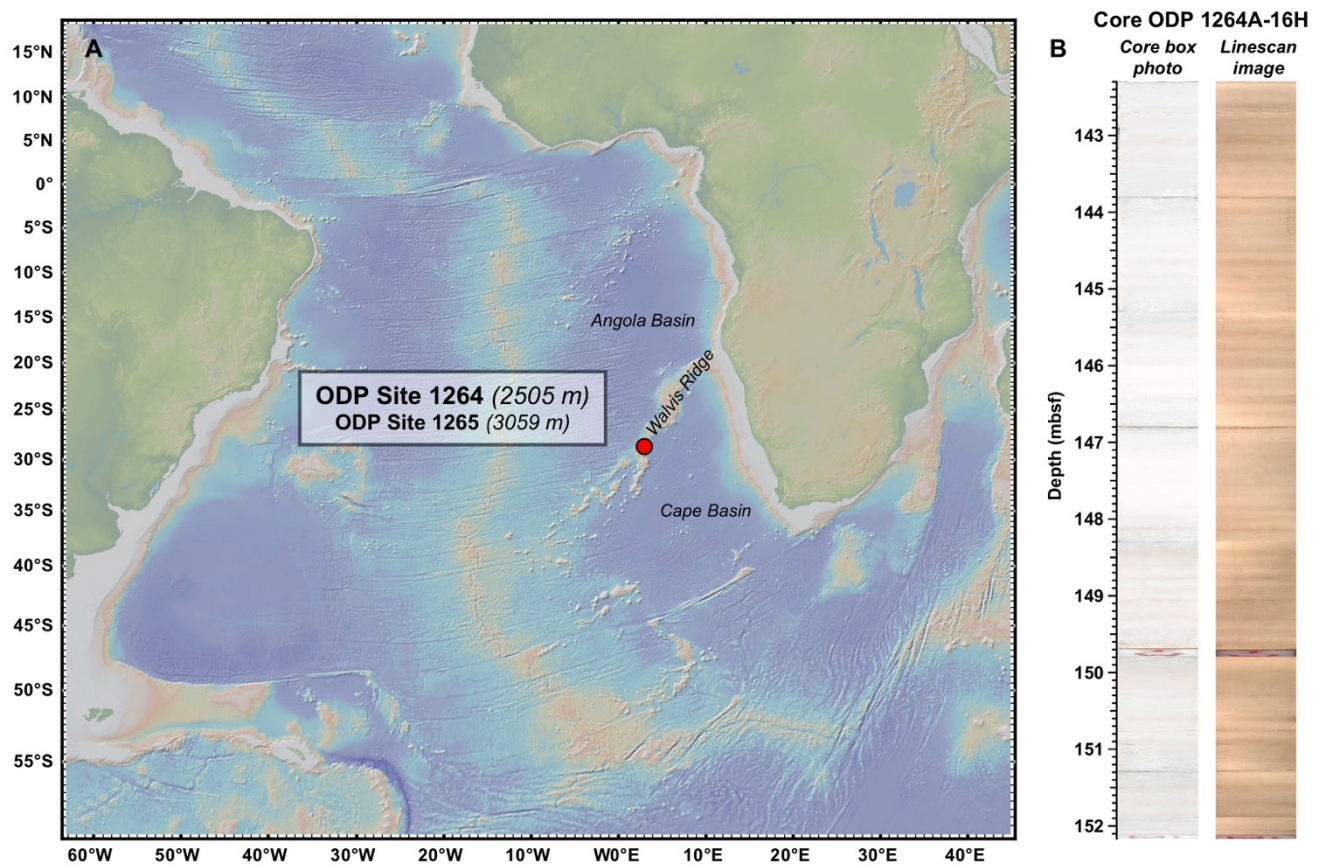 A
15°N
10°N
5°N
0°
5°S
10°S
15°S
20°S
25°S
30°S
35°S
40°S
45°S
50°S
55°S
60°W
50°W
40°W
30°W
20°W
10°W
W0°E
10°E
20°E
30°E
40°E
Angola Basin
Walvis Ridge
Cape Basin
ODP Site 1264 (2505 m)
ODP Site 1265 (3059 m)
Core ODP 1264A-16H
B
Core box
photo
Linescan
image
Depth (mbsf)
143
144
145
146
147
148
149
150
151
152